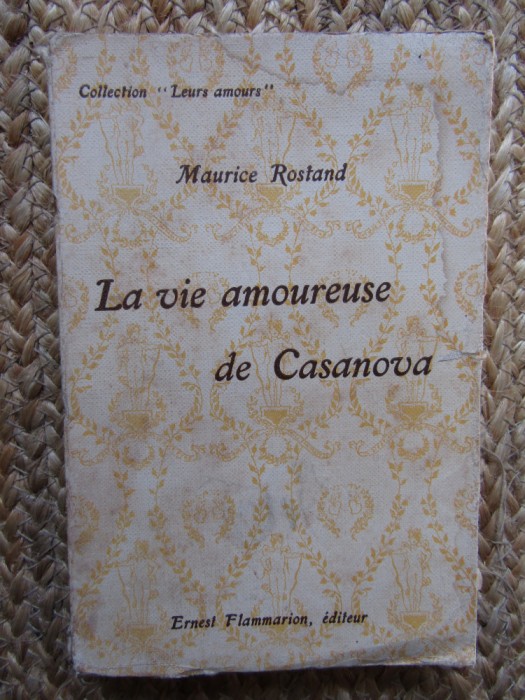 Collection "Leurs amours"
Maurice Rostand
La vie amoureuse
de Casanova
Ernest Flammarion, éditeur